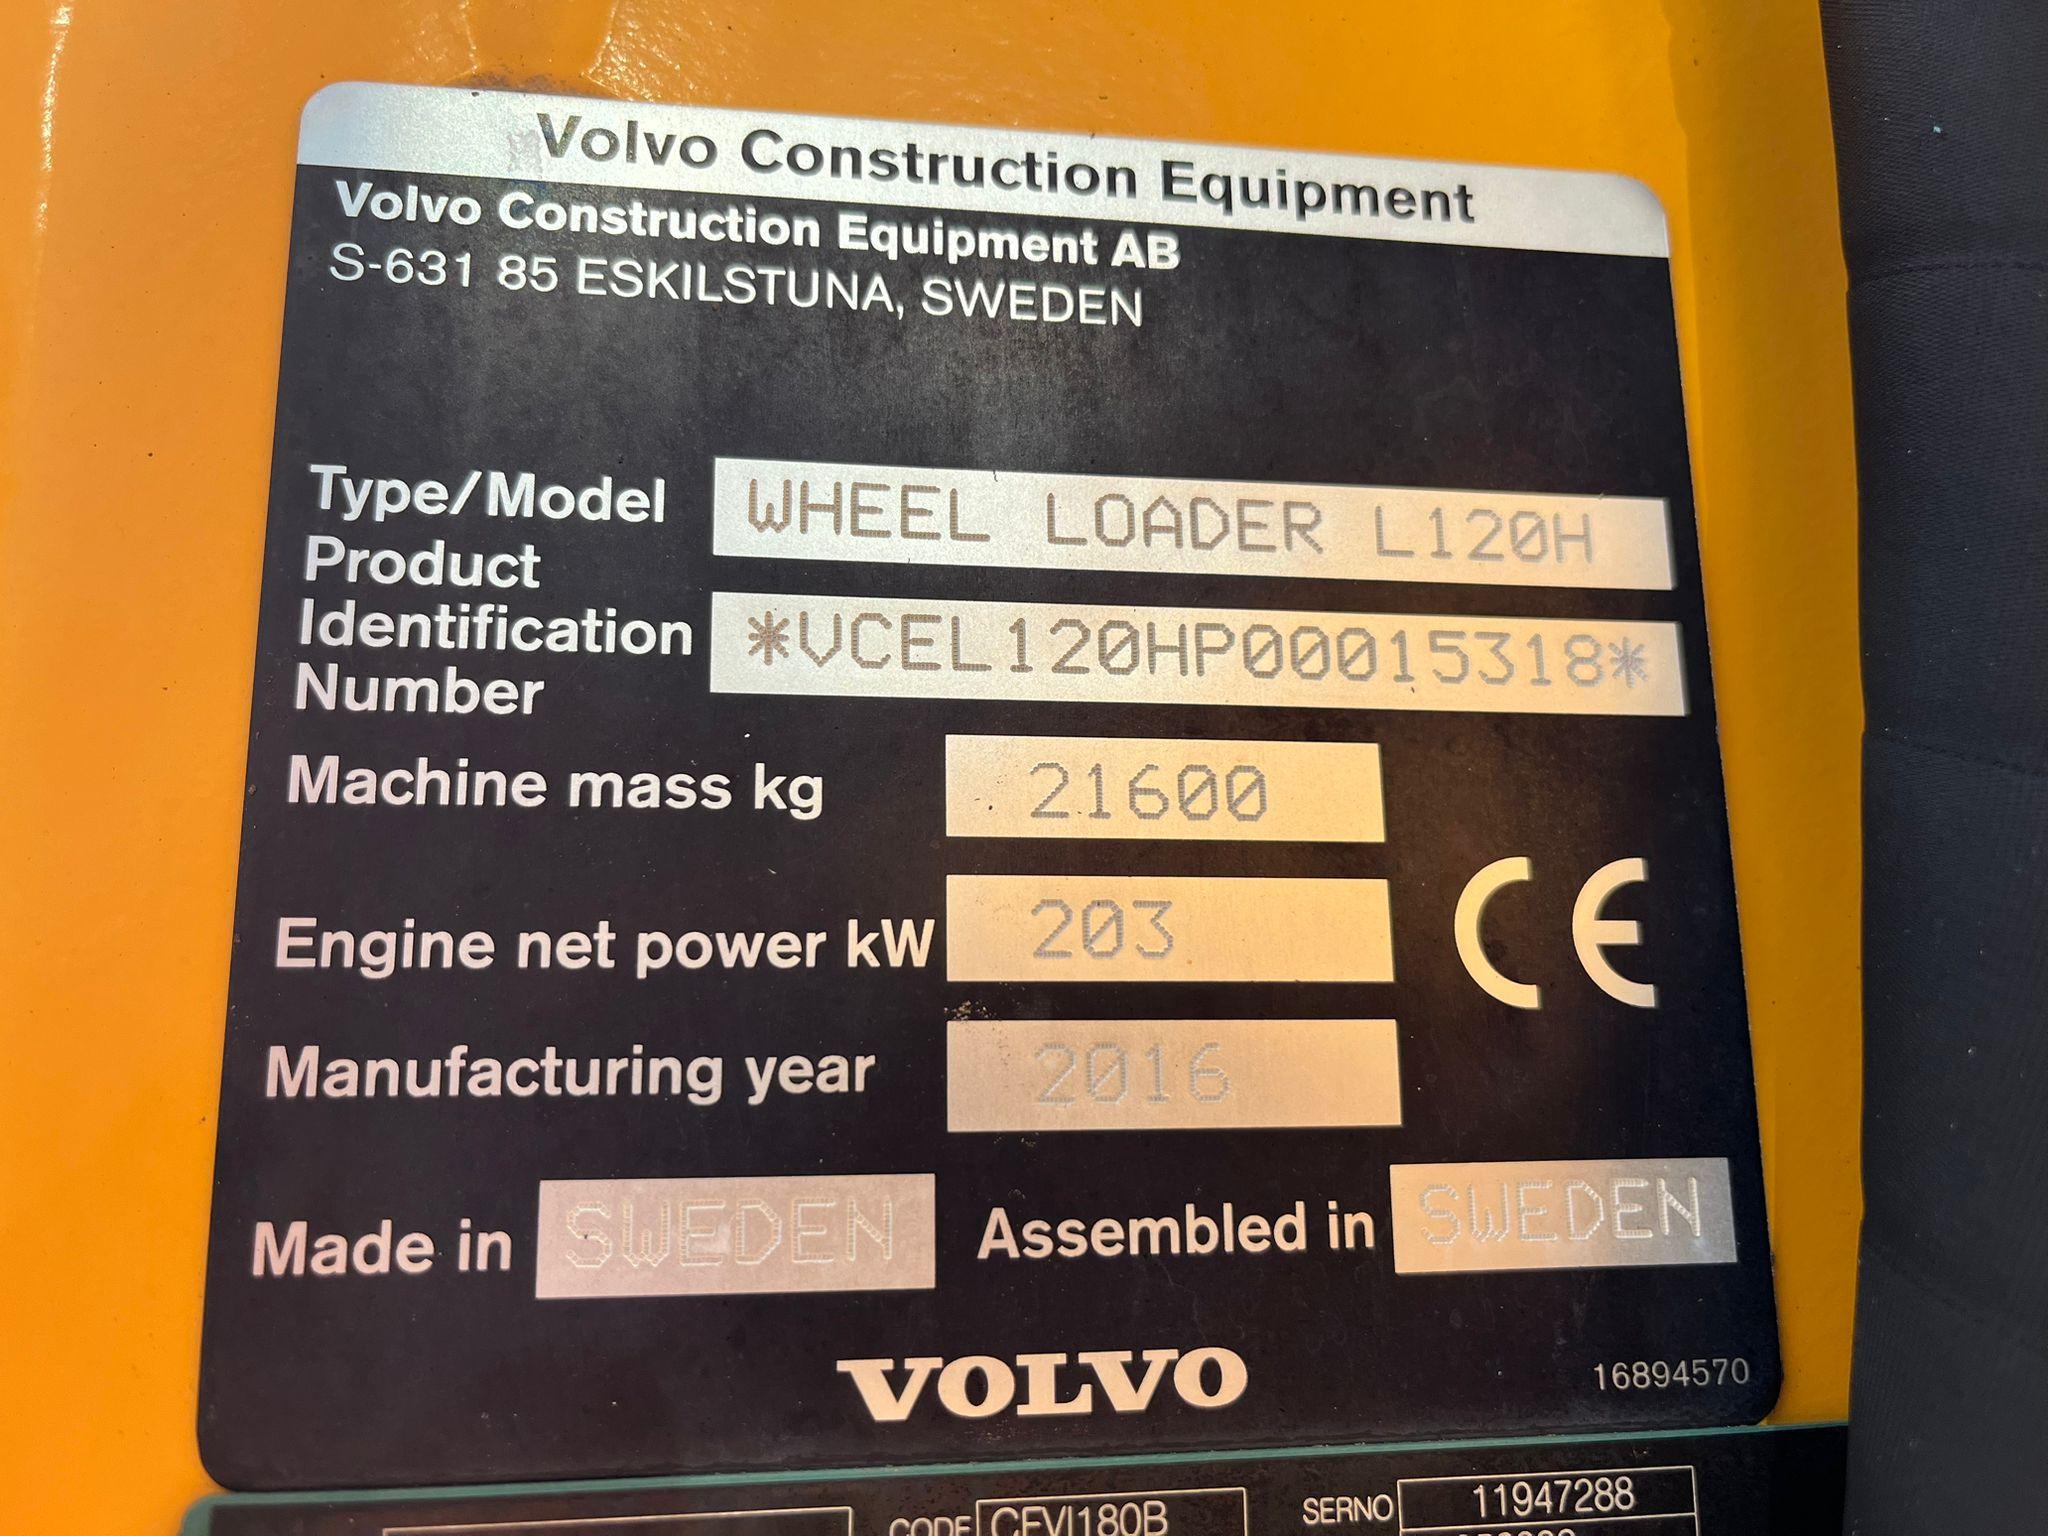 Volvo Construction Equipment
Volvo Construction Equipment AB
S-631 85 ESKILSTUNA, SWEDEN
Type/Model WHEEL LOADER L120H
Product
Identification
Number *VCEL120HP00015318*
Machine mass kg 21600
Engine net power kW 203
CE
Manufacturing year 2016
Made in SWEDEN Assembled in SWEDEN
VOLVO
16894570
CODE CFVI180B SERNO 11947288